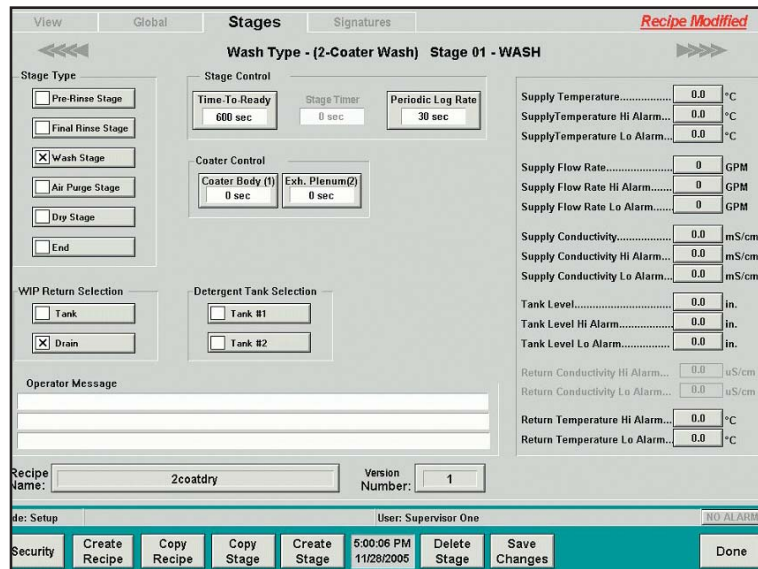 View Global Stages Signatures Recipe Modified
Wash Type - (2-Coater Wash) Stage 01 - WASH
Stage Type
Pre-Rinse Stage
Final Rinse Stage
X Wash Stage
Air Purge Stage
Dry Stage
End
Stage Control
Time-To-Ready
600 sec
Stage Timer
0 sec
Periodic Log Rate
30 sec
Coater Control
Coater Body (1)
0 sec
Exh. Plenum(2)
0 sec
WIP Return Selection
Tank
X Drain
Detergent Tank Selection
Tank #1
Tank #2
Supply Temperature................. 0.0 °C
SupplyTemperature Hi Alarm... 0.0 °C
SupplyTemperature Lo Alarm... 0.0 °C
Supply Flow Rate.................... 0 GPM
Supply Flow Rate Hi Alarm.... 0 GPM
Supply Flow Rate Lo Alarm.... 0 GPM
Supply Conductivity................ 0.0 mS/cm
Supply Conductivity Hi Alarm... 0.0 mS/cm
Supply Conductivity Lo Alarm... 0.0 mS/cm
Tank Level.......................... 0.0 in.
Tank Level Hi Alarm................ 0.0 in.
Tank Level Lo Alarm................ 0.0 in.
Return Conductivity Hi Alarm... 0.0 uS/cm
Return Conductivity Lo Alarm... 0.0 uS/cm
Return Temperature Hi Alarm... 0.0 °C
Return Temperature Lo Alarm... 0.0 °C
Operator Message
Recipe Name: 2coatdry
Version Number: 1
de: Setup User: Supervisor One NO ALARM
Security
Create Recipe
Copy Recipe
Copy Stage
Create Stage
5:00:06 PM
11/28/2005
Delete Stage
Save Changes
Done